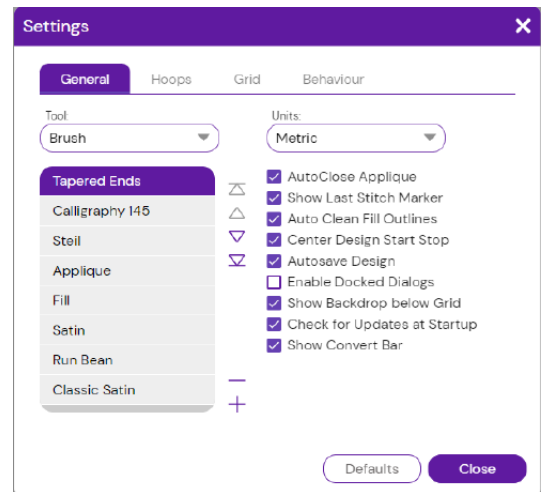 Settings
General
Hoops
Grid
Behaviour
Tool:
Units:
Brush
Metric
Tapered Ends
Calligraphy 145
Steil
Applique
Fill
Satin
Run Bean
Classic Satin
AutoClose Applique
Show Last Stitch Marker
Auto Clean Fill Outlines
Center Design Start Stop
Autosave Design
Enable Docked Dialogs
Show Backdrop below Grid
Check for Updates at Startup
Show Convert Bar
Defaults
Close